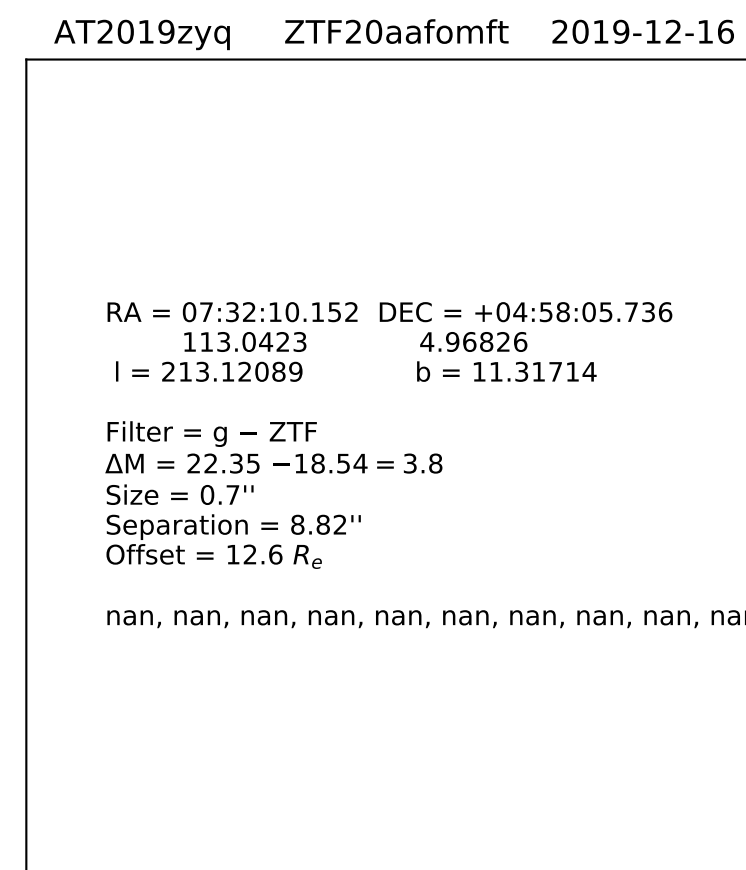 AT2019zyq ZTF20aafomft 2019-12-16
RA = 07:32:10.152 DEC = +04:58:05.736
113.0423 4.96826
l = 213.12089 b = 11.31714
Filter = g − ZTF
ΔM = 22.35 −18.54 = 3.8
Size = 0.7''
Separation = 8.82''
Offset = 12.6 Rₑ
nan, nan, nan, nan, nan, nan, nan, nan, nan,